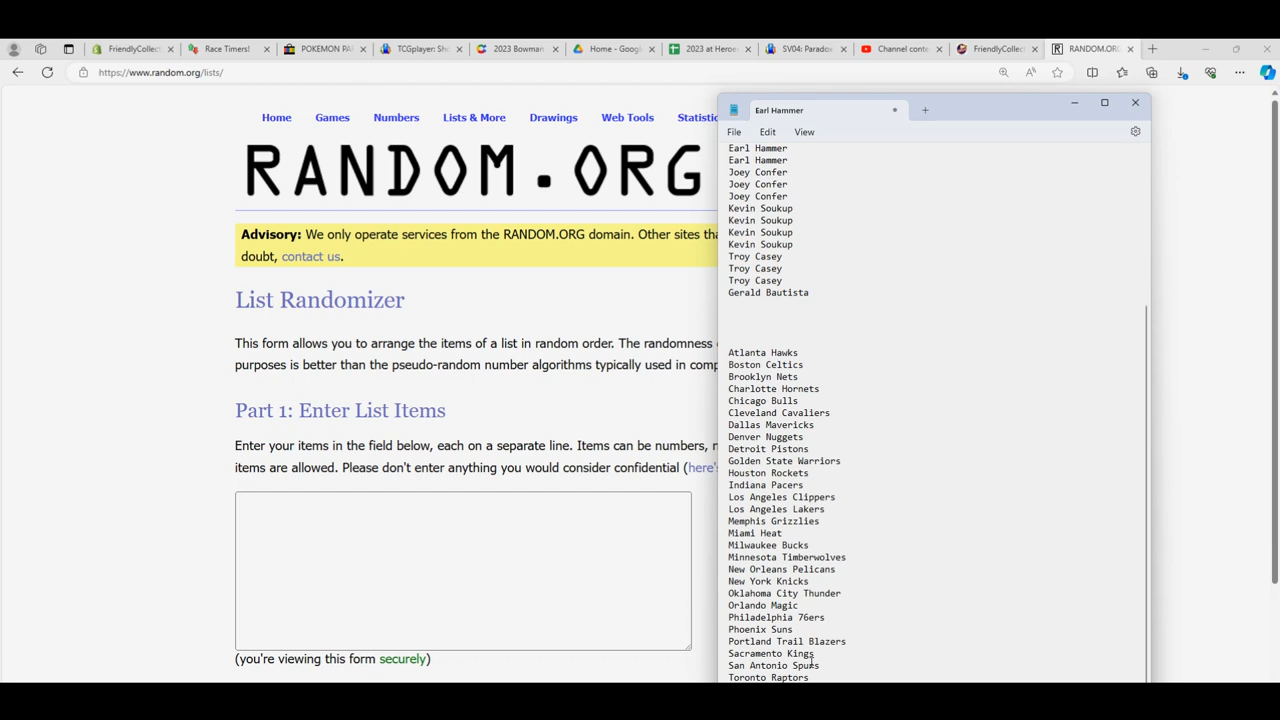 FriendlyCollec
Race Timers!
POKEMON PA
TCGplayer: Sh
2023 Bowman
Home - Googl
2023 at Heroe
SV04: Paradox
Channel conte
FriendlyCollec
RANDOM.ORG
https://www.random.org/lists/
Home
Games
Numbers
Lists & More
Drawings
Web Tools
Statistic
RANDOM.ORG
Advisory: We only operate services from the RANDOM.ORG domain. Other sites tha
doubt, contact us.
List Randomizer
This form allows you to arrange the items of a list in random order. The randomness
purposes is better than the pseudo-random number algorithms typically used in comp
Part 1: Enter List Items
Enter your items in the field below, each on a separate line. Items can be numbers, n
items are allowed. Please don't enter anything you would consider confidential (here's
(you're viewing this form securely)
Earl Hammer
File
Edit
View
Earl Hammer
Earl Hammer
Joey Confer
Joey Confer
Joey Confer
Kevin Soukup
Kevin Soukup
Kevin Soukup
Kevin Soukup
Troy Casey
Troy Casey
Troy Casey
Gerald Bautista
Atlanta Hawks
Boston Celtics
Brooklyn Nets
Charlotte Hornets
Chicago Bulls
Cleveland Cavaliers
Dallas Mavericks
Denver Nuggets
Detroit Pistons
Golden State Warriors
Houston Rockets
Indiana Pacers
Los Angeles Clippers
Los Angeles Lakers
Memphis Grizzlies
Miami Heat
Milwaukee Bucks
Minnesota Timberwolves
New Orleans Pelicans
New York Knicks
Oklahoma City Thunder
Orlando Magic
Philadelphia 76ers
Phoenix Suns
Portland Trail Blazers
Sacramento Kings
San Antonio Spurs
Toronto Raptors